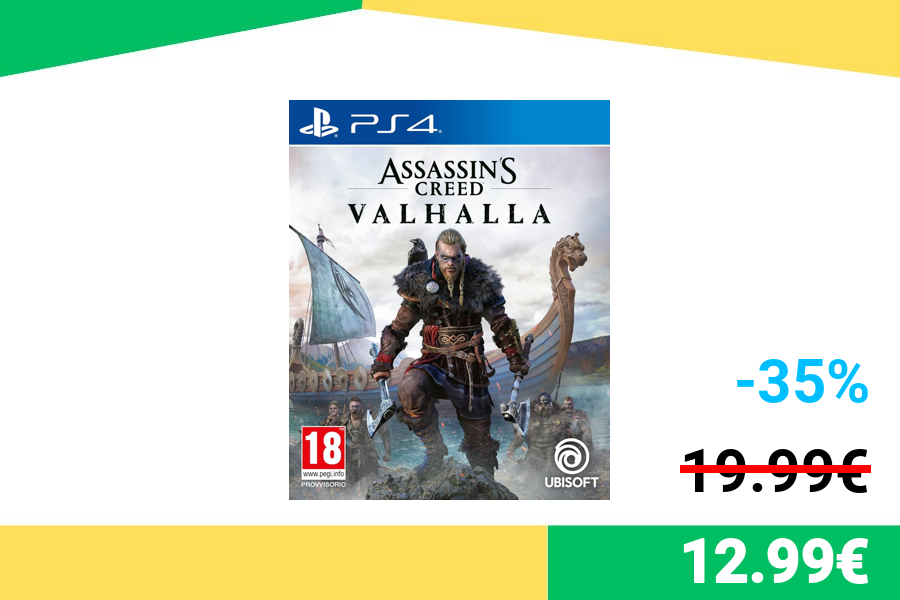 PS4
ASSASSIN'S
CREED
VALHALLA
18
www.pegi.info
PROVVISORIO
UBISOFT
-35%
19.99€
12.99€